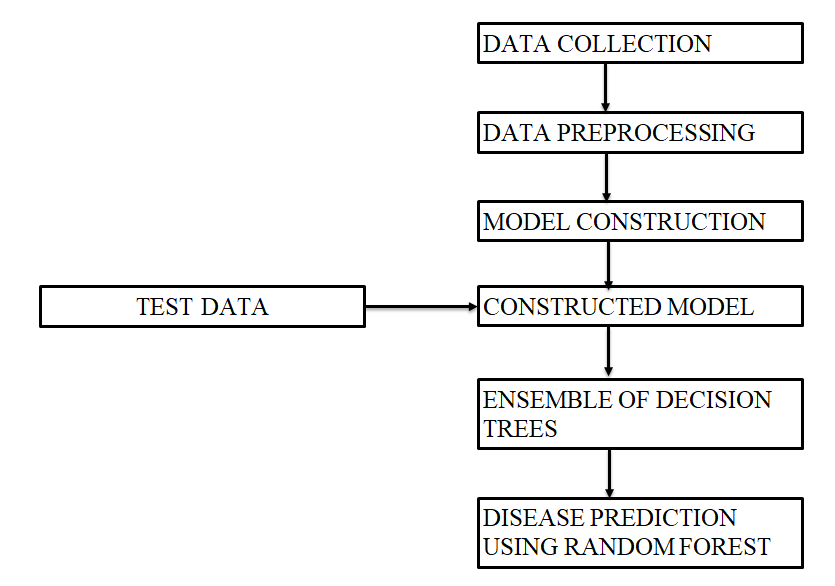 DATA COLLECTION
DATA PREPROCESSING
MODEL CONSTRUCTION
TEST DATA
CONSTRUCTED MODEL
ENSEMBLE OF DECISION
TREES
DISEASE PREDICTION
USING RANDOM FOREST